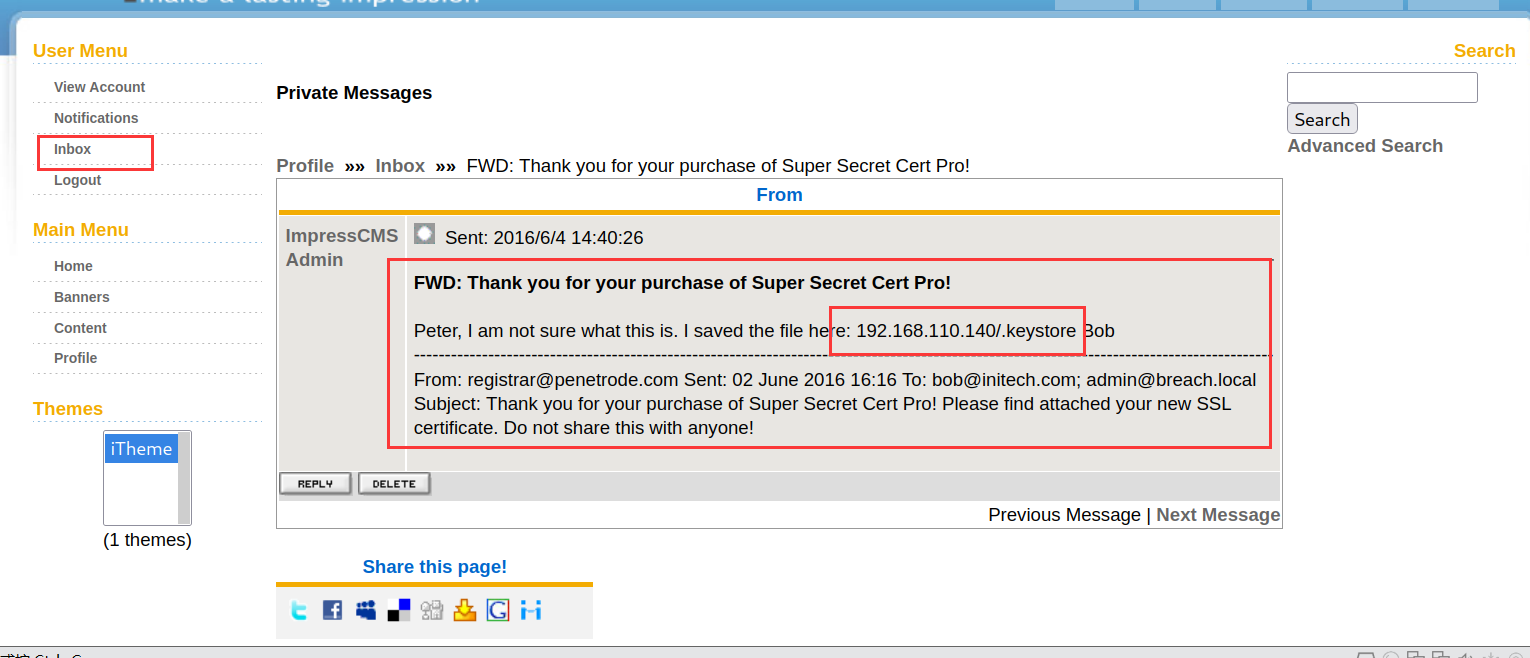 make a lasting impression
User Menu
View Account
Notifications
Inbox
Logout
Main Menu
Home
Banners
Content
Profile
Themes
iTheme
(1 themes)
Private Messages
Profile »» Inbox »» FWD: Thank you for your purchase of Super Secret Cert Pro!
From
ImpressCMS
Admin
Sent: 2016/6/4 14:40:26
FWD: Thank you for your purchase of Super Secret Cert Pro!
Peter, I am not sure what this is. I saved the file here: 192.168.110.140/.keystore Bob
From: registrar@penetrode.com Sent: 02 June 2016 16:16 To: bob@initech.com; admin@breach.local
Subject: Thank you for your purchase of Super Secret Cert Pro! Please find attached your new SSL
certificate. Do not share this with anyone!
REPLY DELETE
Previous Message | Next Message
Share this page!
Search
Search
Advanced Search